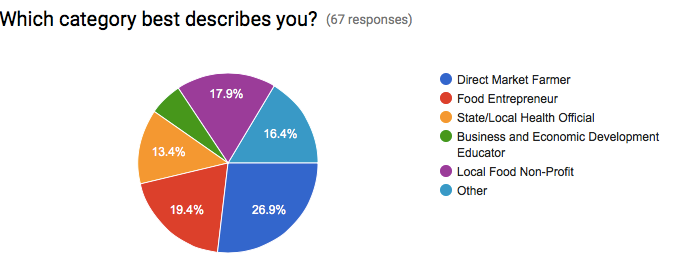 Which category best describes you? (67 responses)
17.9%
16.4%
13.4%
19.4%
26.9%
Direct Market Farmer
Food Entrepreneur
State/Local Health Official
Business and Economic Development
Educator
Local Food Non-Profit
Other